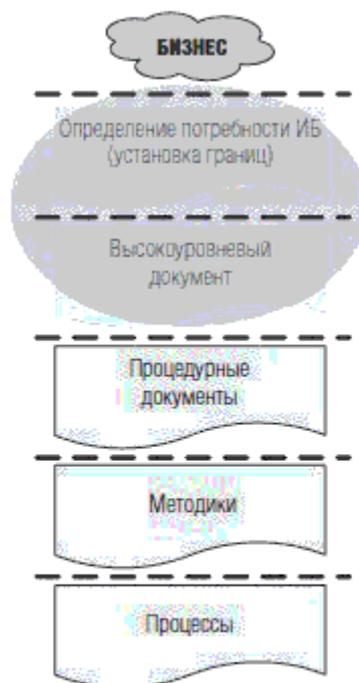 БИЗНЕС
Определение потребности ИБ
(установка границ)
Высокоуровневый
документ
Процедурные
документы
Методики
Процессы